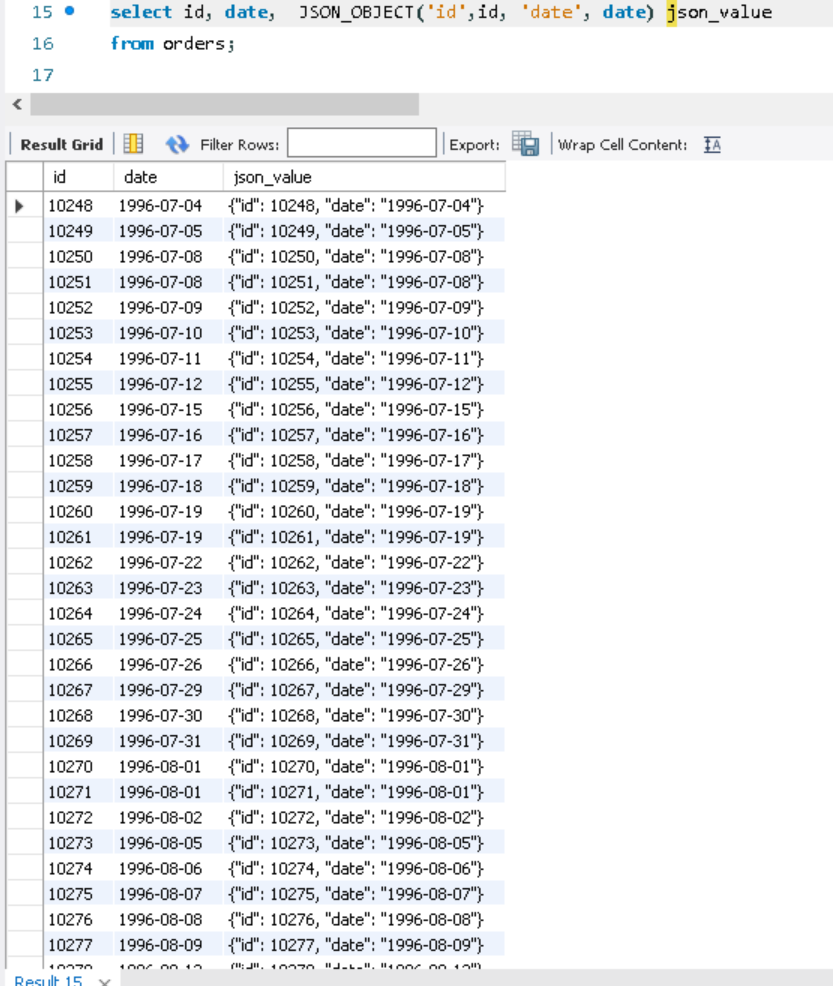 15 select id, date,  JSON_OBJECT('id',id, 'date', date) json_value
16 from orders;
17
Result Grid Filter Rows: Export: Wrap Cell Content:
id date json_value
10248 1996-07-04 {"id": 10248, "date": "1996-07-04"}
10249 1996-07-05 {"id": 10249, "date": "1996-07-05"}
10250 1996-07-08 {"id": 10250, "date": "1996-07-08"}
10251 1996-07-08 {"id": 10251, "date": "1996-07-08"}
10252 1996-07-09 {"id": 10252, "date": "1996-07-09"}
10253 1996-07-10 {"id": 10253, "date": "1996-07-10"}
10254 1996-07-11 {"id": 10254, "date": "1996-07-11"}
10255 1996-07-12 {"id": 10255, "date": "1996-07-12"}
10256 1996-07-15 {"id": 10256, "date": "1996-07-15"}
10257 1996-07-16 {"id": 10257, "date": "1996-07-16"}
10258 1996-07-17 {"id": 10258, "date": "1996-07-17"}
10259 1996-07-18 {"id": 10259, "date": "1996-07-18"}
10260 1996-07-19 {"id": 10260, "date": "1996-07-19"}
10261 1996-07-19 {"id": 10261, "date": "1996-07-19"}
10262 1996-07-22 {"id": 10262, "date": "1996-07-22"}
10263 1996-07-23 {"id": 10263, "date": "1996-07-23"}
10264 1996-07-24 {"id": 10264, "date": "1996-07-24"}
10265 1996-07-25 {"id": 10265, "date": "1996-07-25"}
10266 1996-07-26 {"id": 10266, "date": "1996-07-26"}
10267 1996-07-29 {"id": 10267, "date": "1996-07-29"}
10268 1996-07-30 {"id": 10268, "date": "1996-07-30"}
10269 1996-07-31 {"id": 10269, "date": "1996-07-31"}
10270 1996-08-01 {"id": 10270, "date": "1996-08-01"}
10271 1996-08-01 {"id": 10271, "date": "1996-08-01"}
10272 1996-08-02 {"id": 10272, "date": "1996-08-02"}
10273 1996-08-05 {"id": 10273, "date": "1996-08-05"}
10274 1996-08-06 {"id": 10274, "date": "1996-08-06"}
10275 1996-08-07 {"id": 10275, "date": "1996-08-07"}
10276 1996-08-08 {"id": 10276, "date": "1996-08-08"}
10277 1996-08-09 {"id": 10277, "date": "1996-08-09"}
Result 15